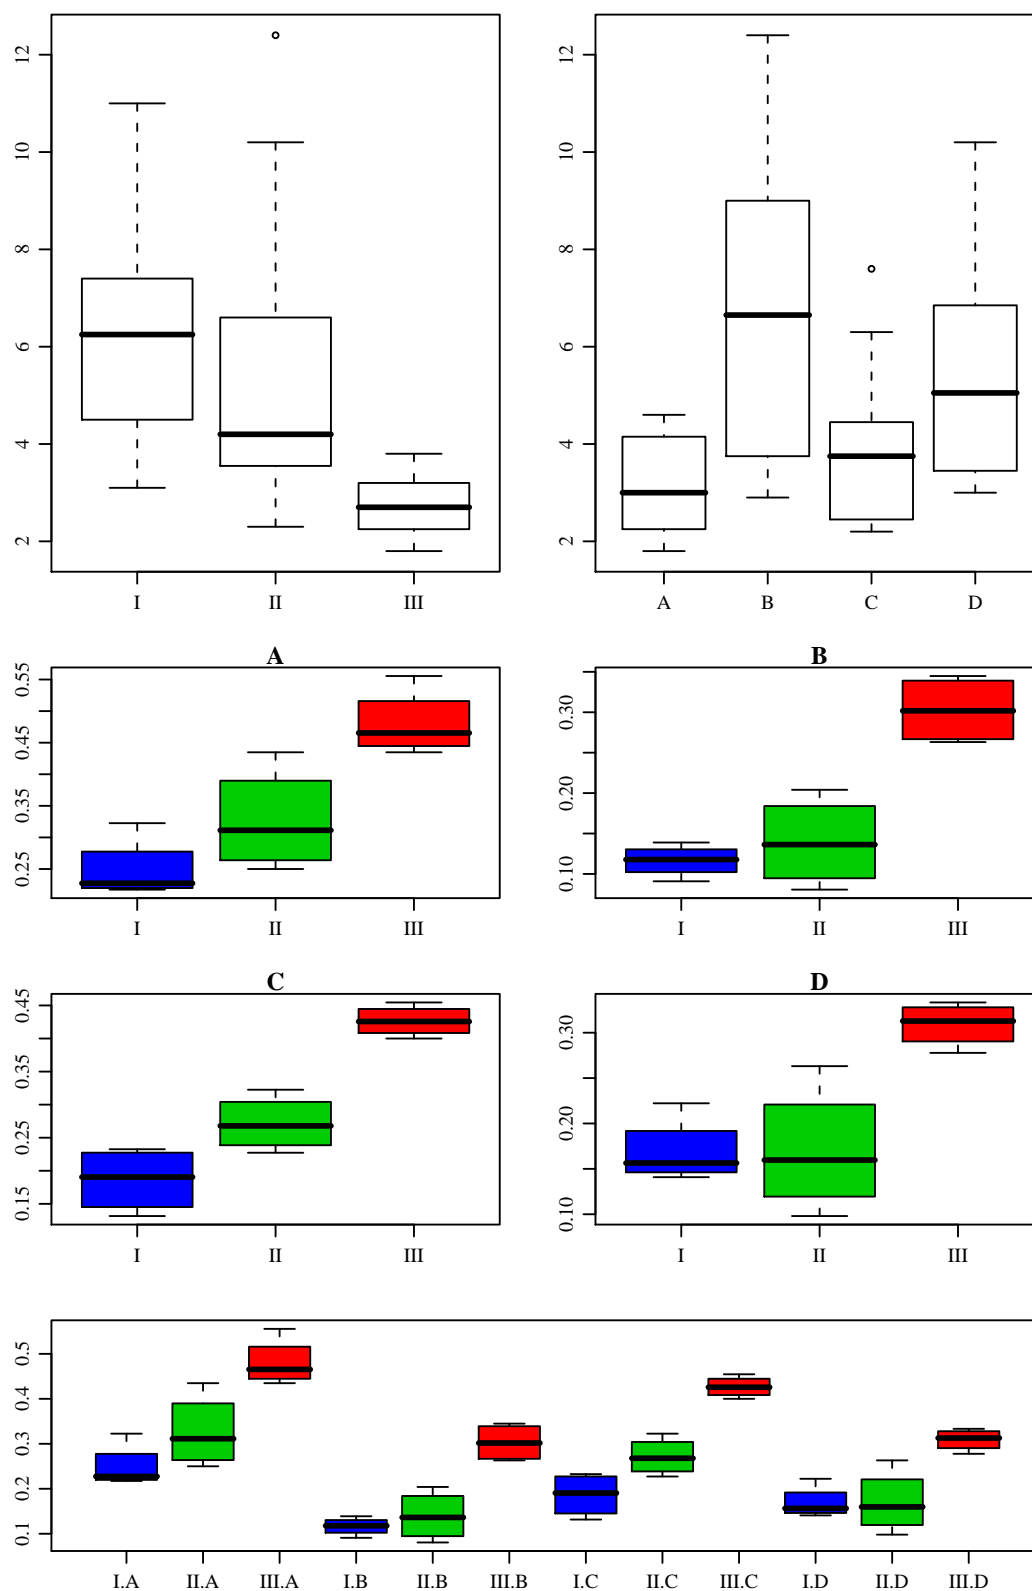 12
10
8
6
4
2
I II III
12
10
8
6
4
2
A B C D
A
0.55
0.45
0.35
0.25
I II III
B
0.30
0.20
0.10
I II III
C
0.45
0.35
0.25
0.15
I II III
D
0.30
0.20
0.10
I II III
0.5
0.4
0.3
0.2
0.1
I.A II.A III.A I.B II.B III.B I.C II.C III.C I.D II.D III.D